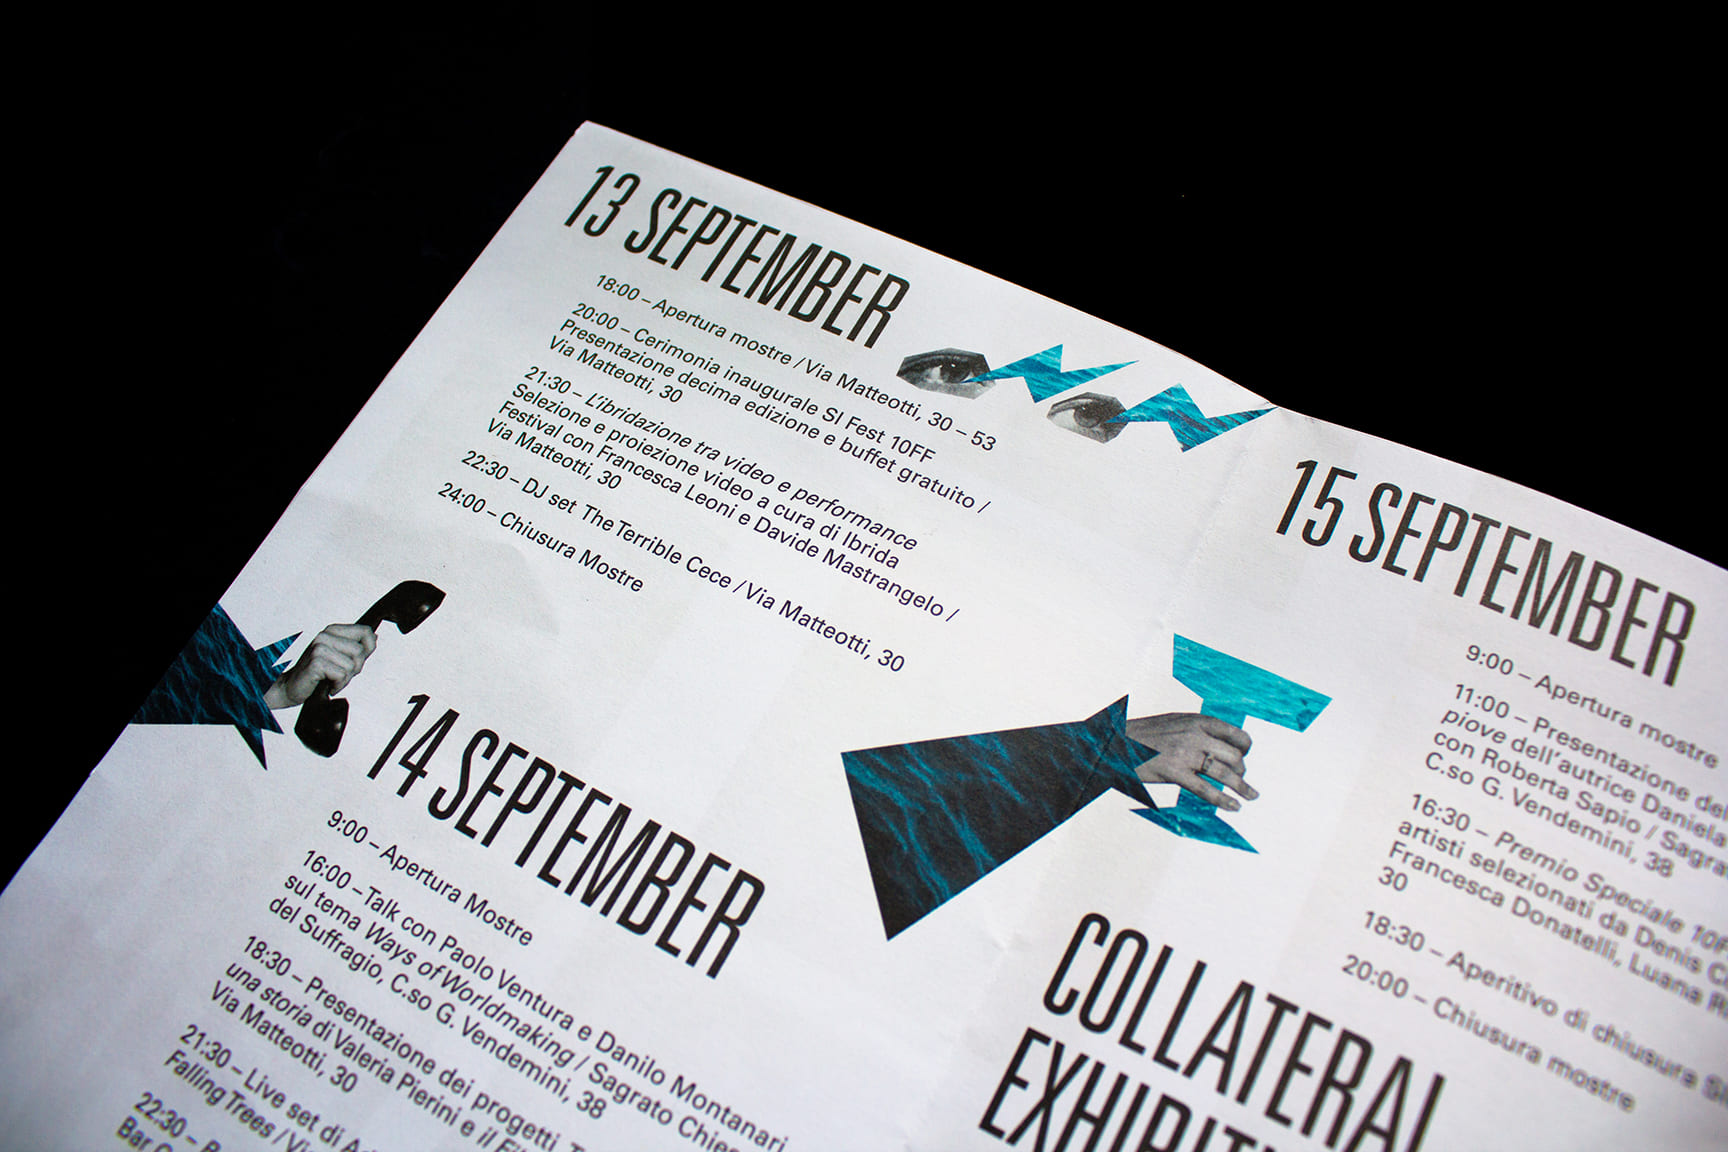 13 SEPTEMBER
18:00 – Apertura mostre / Via Matteotti, 30 – 53
20:00 – Cerimonia inaugurale SI Fest 10FF
Presentazione decima edizione e buffet gratuito /
Via Matteotti, 30
21:30 – L'ibridazione tra video e performance
Selezione e proiezione video a cura di Ibrida
Festival con Francesca Leoni e Davide Mastrangelo /
Via Matteotti, 30
22:30 – DJ set The Terrible Cece / Via Matteotti, 30
24:00 – Chiusura Mostre
14 SEPTEMBER
9:00 – Apertura Mostre
16:00 – Talk con Paolo Ventura e Danilo Montanari
sul tema Ways of Worldmaking / Sagrato
del Suffragio, C.so G. Vendemini, 38
18:30 – Presentazione dei progetti
una storia di Valeria Pierini e il
Via Matteotti, 30
21:30 – Live set di
Falling Trees /
22:30 –
Bar
15 SEPTEMBER
9:00 – Apertura mostre
11:00 – Presentazione
piove dell'autrice Daniela
con Roberta Sapio /
C.so G. Vendemini, 38
16:30 – Premio Speciale
artisti selezionati da Denis
Francesca Donatelli, Luana
30
18:30 – Aperitivo di chiusura
20:00 – Chiusura mostre
COLLATERAL